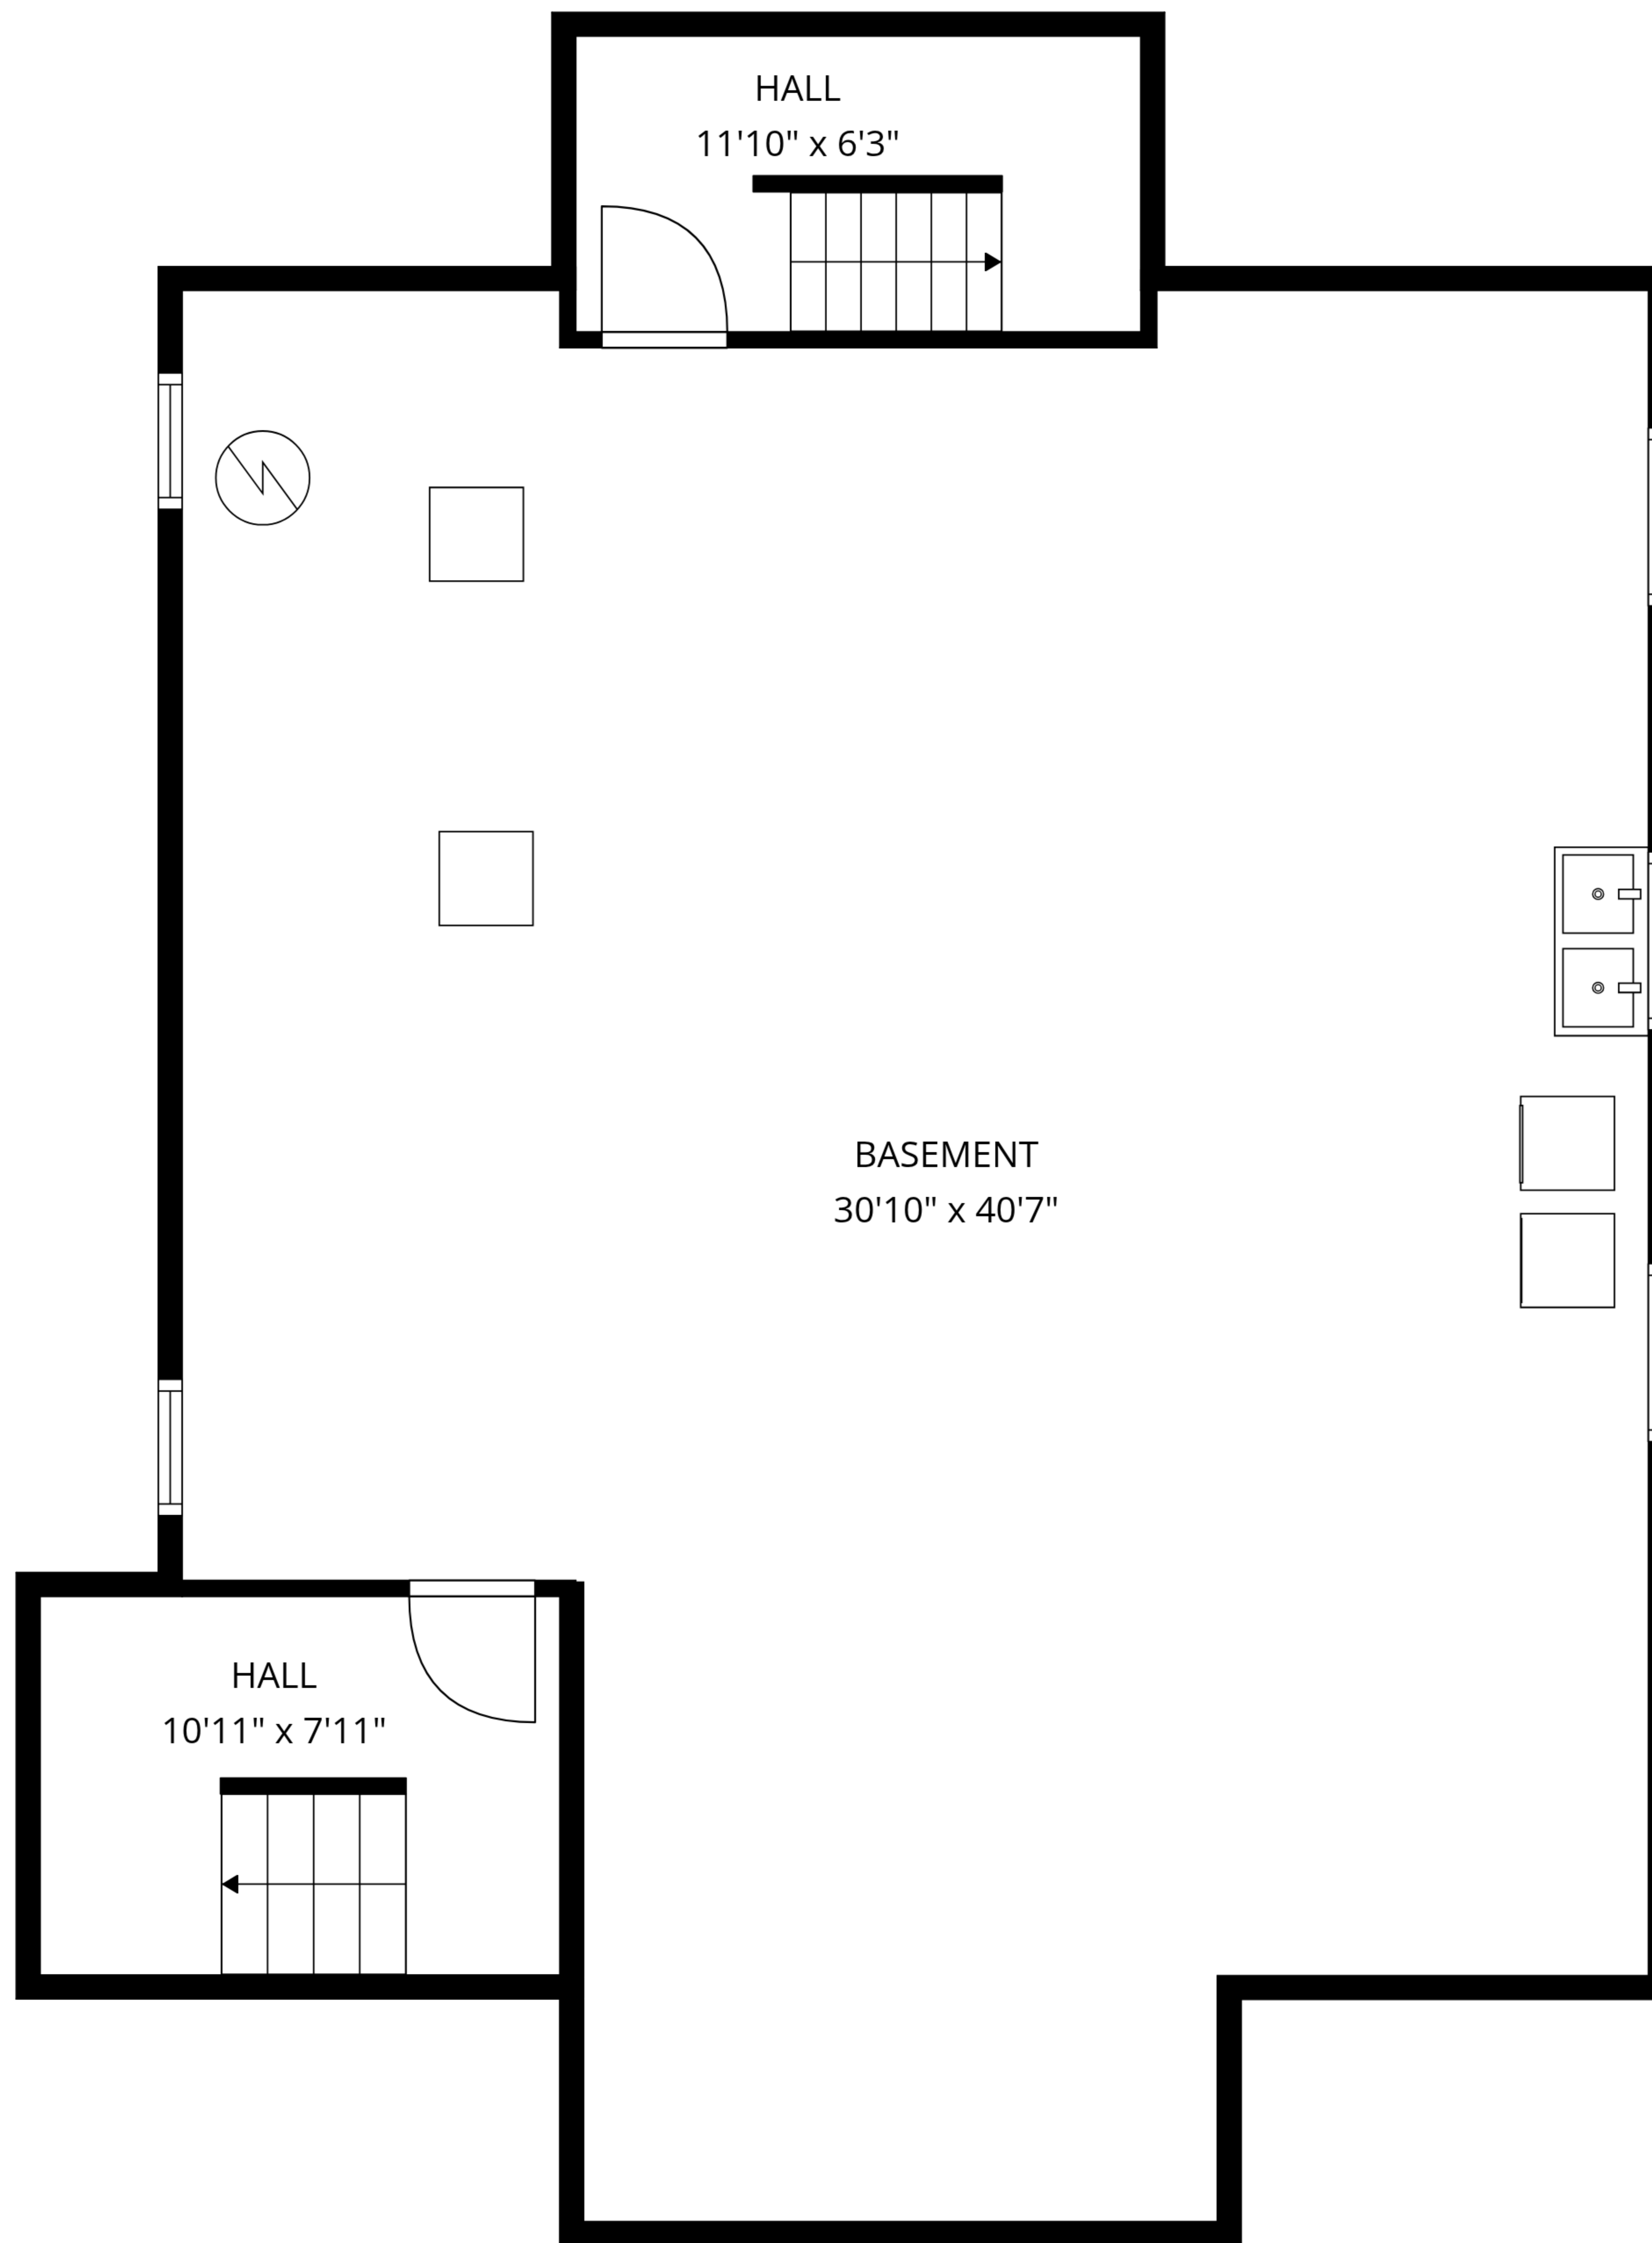 HALL
11'10" x 6'3"
BASEMENT
30'10" x 40'7"
HALL
10'11" x 7'11"